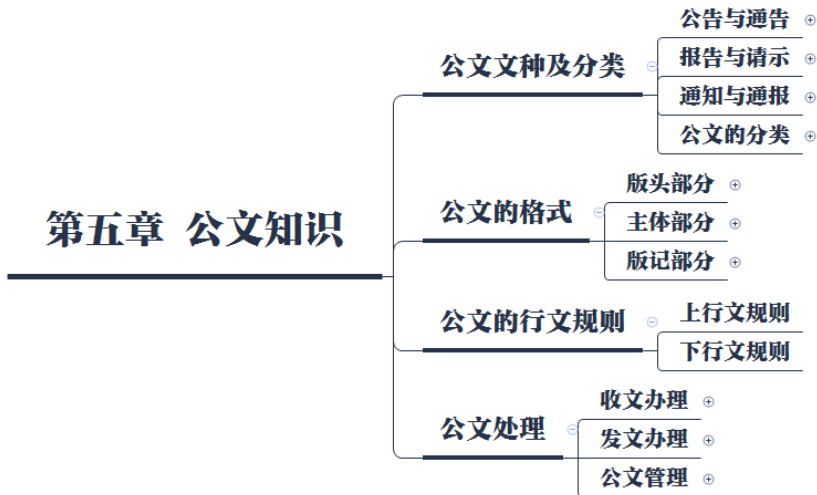 第五章 公文知识
公文文种及分类
公告与通告
报告与请示
通知与通报
公文的分类
公文的格式
版头部分
主体部分
版记部分
公文的行文规则
上行文规则
下行文规则
公文处理
收文办理
发文办理
公文管理